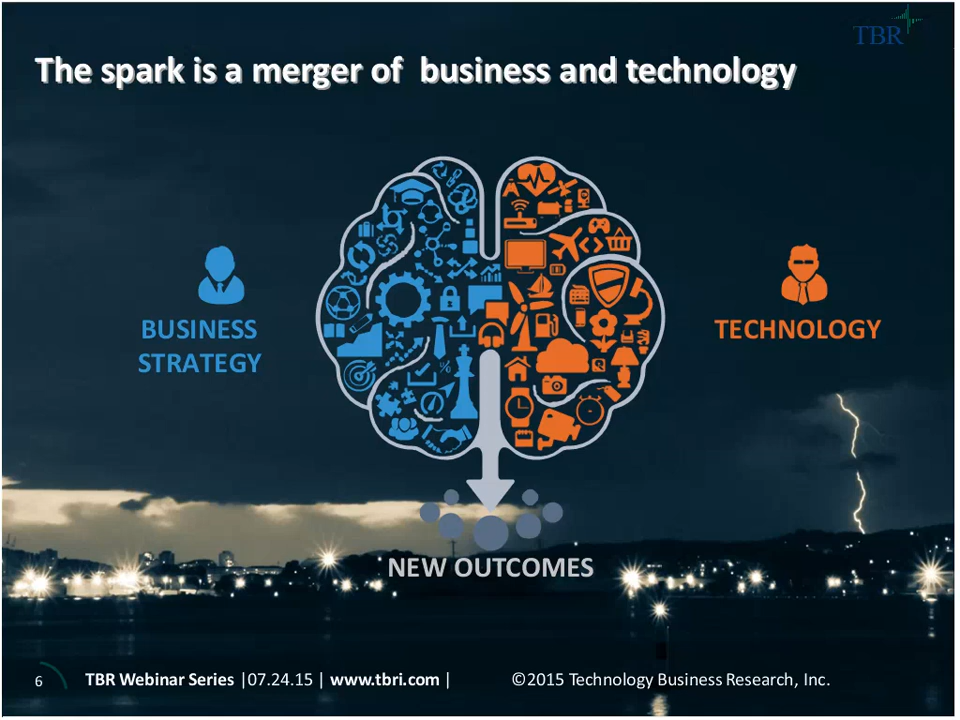 TBR
The spark is a merger of  business and technology
BUSINESS
STRATEGY
TECHNOLOGY
%
NEW OUTCOMES
6
TBR Webinar Series |07.24.15 | www.tbri.com |
©2015 Technology Business Research, Inc.